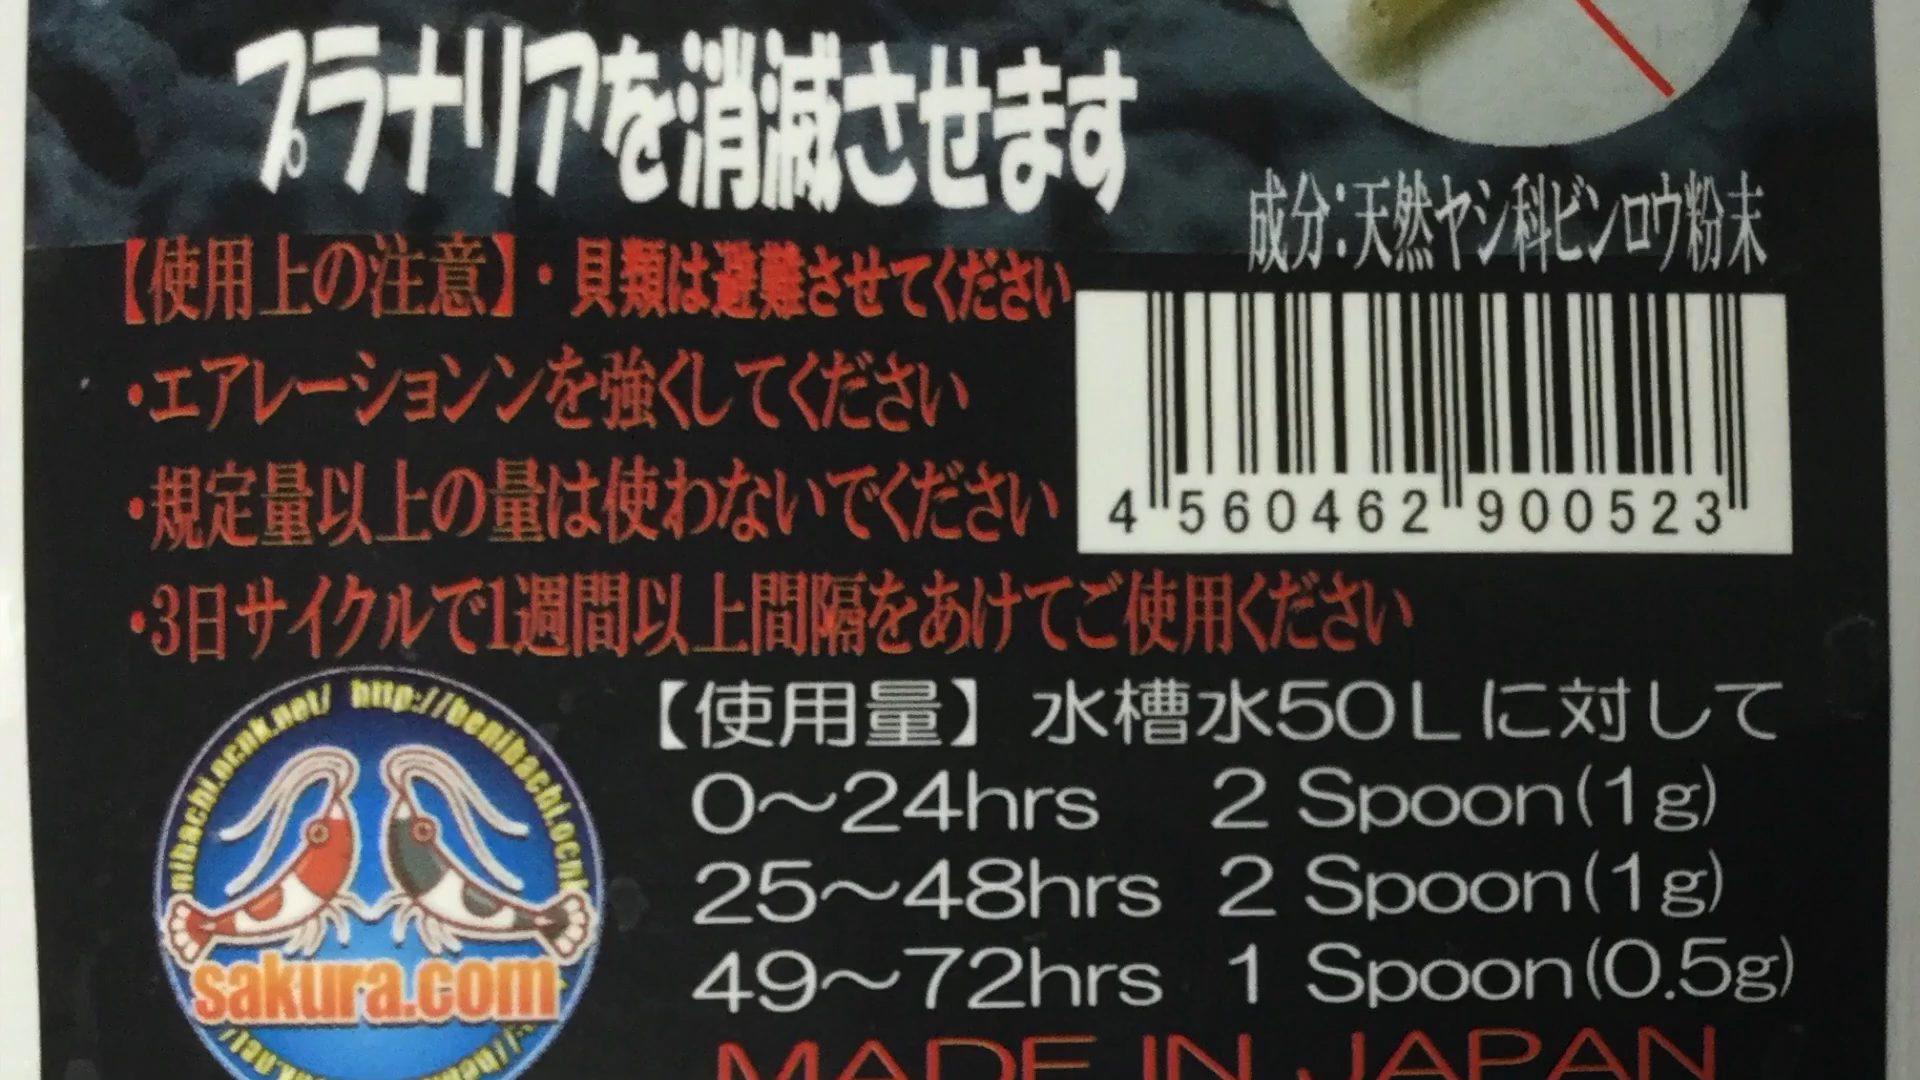 プラナリアを消滅させます
成分:天然ヤシ科ビンロウ粉末
【使用上の注意】・貝類は避難させてください
・エアレーションンを強くしてください
・規定量以上の量は使わないでください
・3日サイクルで1週間以上間隔をあけてご使用ください
4 560462 900523
【使用量】水槽水50Lに対して
0〜24hrs 2 Spoon(1g)
25〜48hrs 2 Spoon(1g)
49〜72hrs 1 Spoon(0.5g)
MADE IN JAPAN
http://benibachi.ocnk.net/
sakura.com